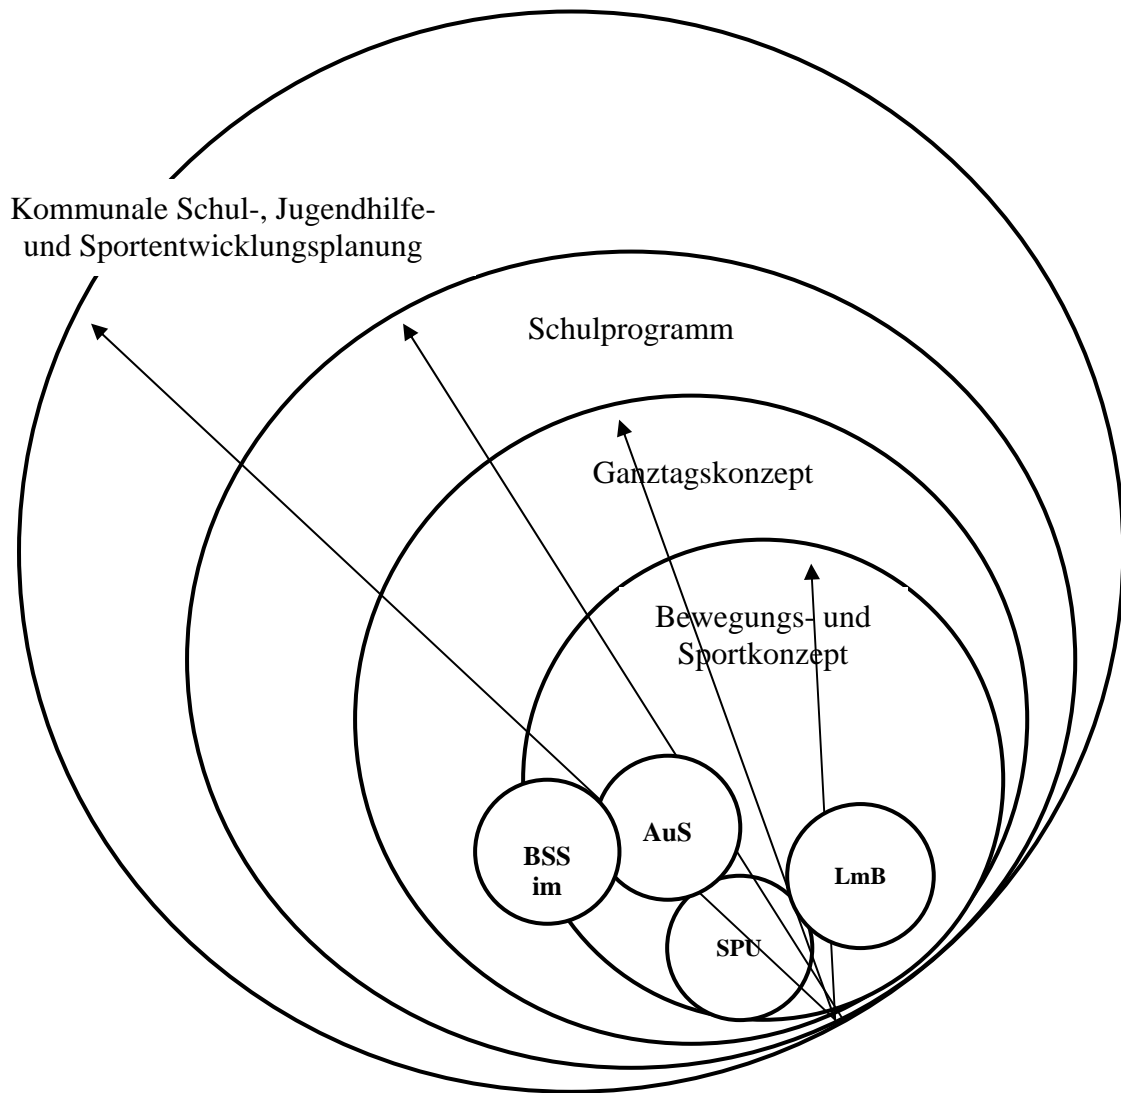 Kommunale Schul-, Jugendhilfe-
und Sportentwicklungsplanung
Schulprogramm
Ganztagskonzept
Bewegungs- und
Sportkonzept
AuS
BSS
im
LmB
SPU